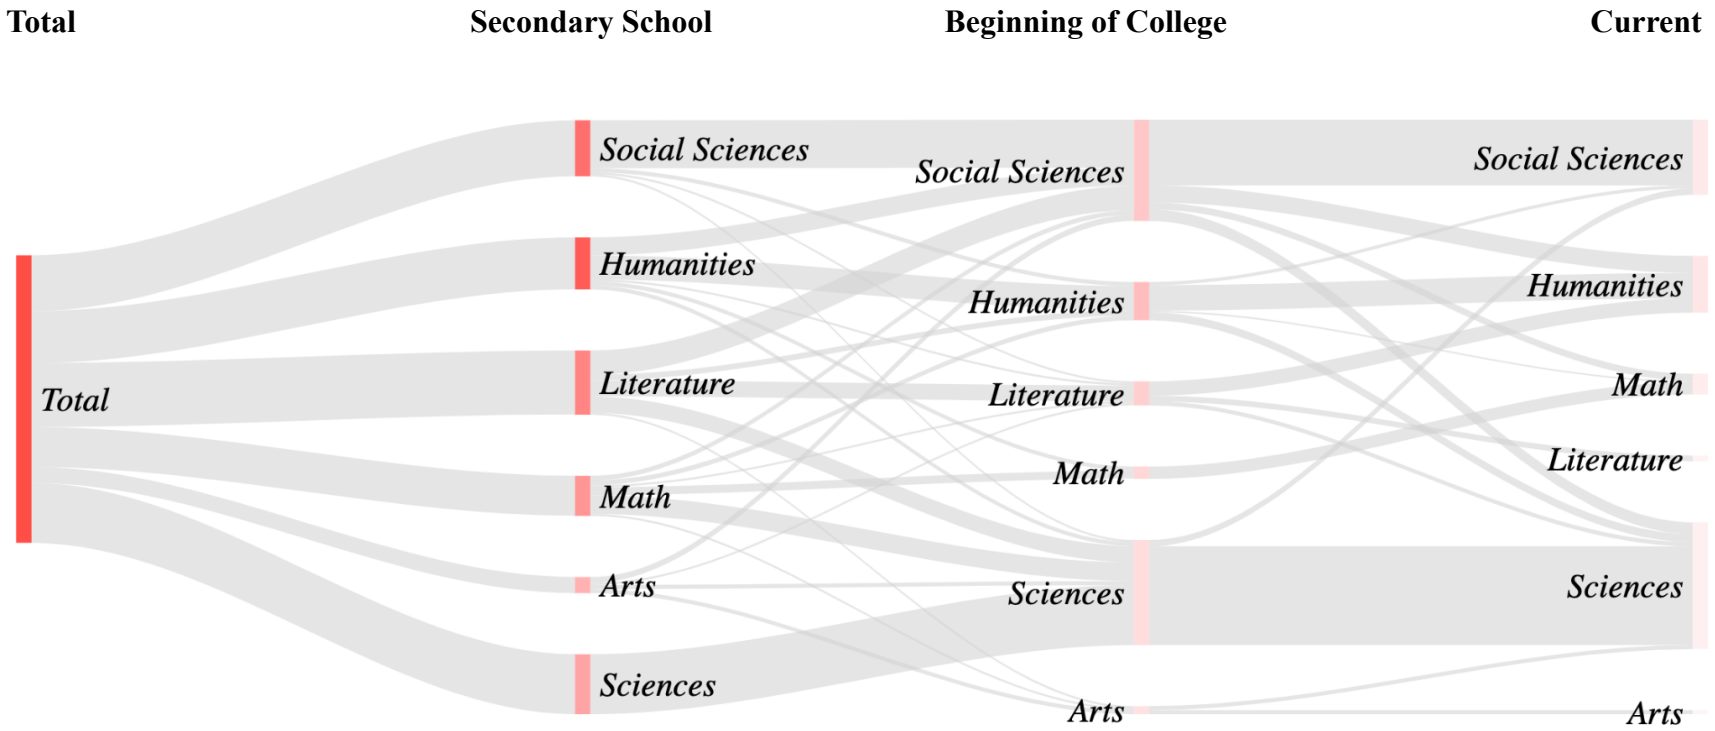 Total Secondary School Beginning of College Current
Total
Social Sciences
Humanities
Literature
Math
Arts
Sciences
Social Sciences
Humanities
Literature
Math
Sciences
Arts
Social Sciences
Humanities
Math
Literature
Sciences
Arts